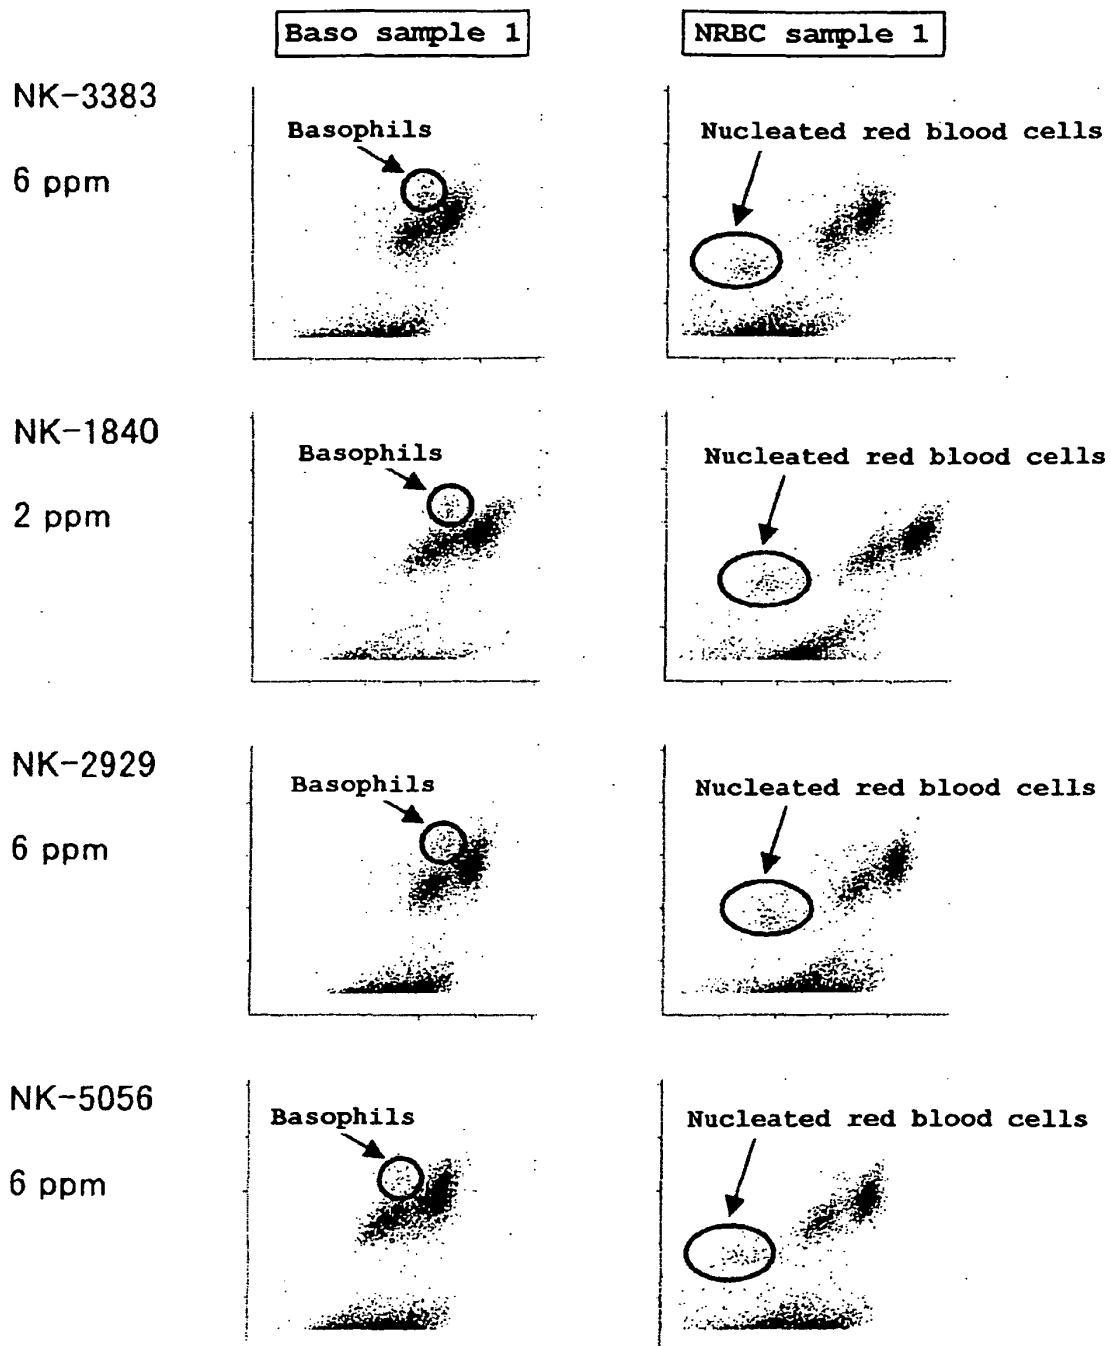 Baso sample 1
NRBC sample 1
NK-3383
6 ppm
Basophils
Nucleated red blood cells
NK-1840
2 ppm
Basophils
Nucleated red blood cells
NK-2929
6 ppm
Basophils
Nucleated red blood cells
NK-5056
6 ppm
Basophils
Nucleated red blood cells